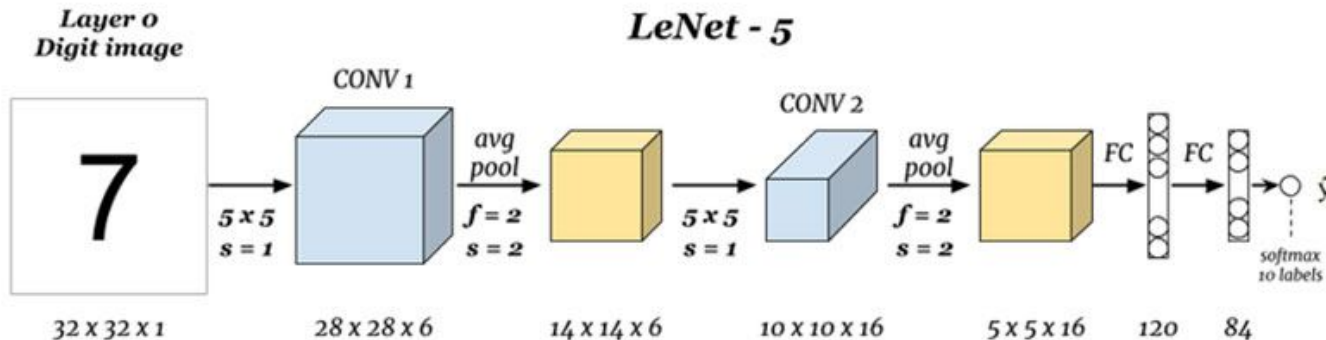 Layer 0
Digit image
LeNet - 5
7
5 x 5
s = 1
CONV 1
avg
pool
f = 2
s = 2
5 x 5
s = 1
CONV 2
avg
pool
f = 2
s = 2
FC
FC
ŷ
softmax
10 labels
32 x 32 x 1
28 x 28 x 6
14 x 14 x 6
10 x 10 x 16
5 x 5 x 16
120
84